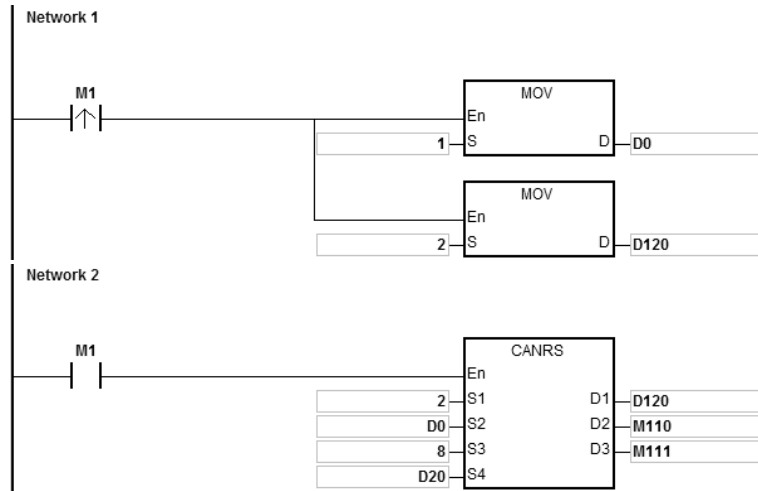 Network 1
M1
MOV
En
1 S D D0
MOV
En
2 S D D120
Network 2
M1
CANRS
En
2 S1 D1 D120
D0 S2 D2 M110
8 S3 D3 M111
D20 S4